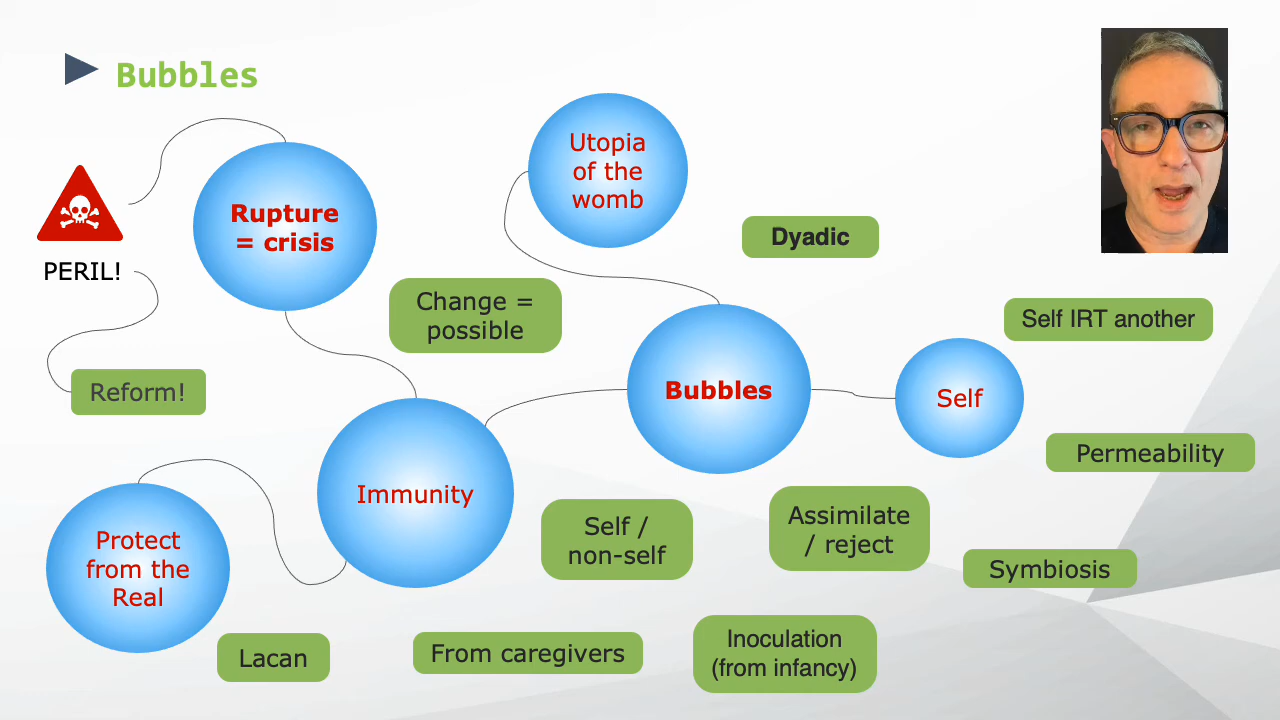 Bubbles
Utopia
of the
womb
Rupture
= crisis
Dyadic
PERIL!
Change =
possible
Self IRT another
Reform!
Bubbles
Self
Permeability
Immunity
Self /
non-self
Assimilate
/ reject
Protect
from the
Real
Symbiosis
Lacan
From caregivers
Inoculation
(from infancy)